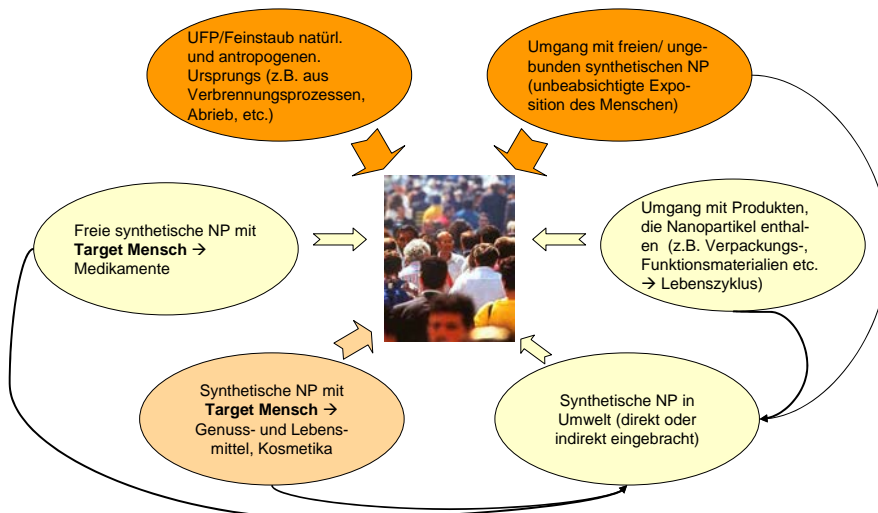 UFP/Feinstaub natürl.
und antropogenen.
Ursprungs (z.B. aus
Verbrennungsprozessen,
Abrieb, etc.)
Umgang mit freien/ unge-
bunden synthetischen NP
(unbeabsichtigte Expo-
sition des Menschen)
Freie synthetische NP mit
Target Mensch →
Medikamente
Umgang mit Produkten,
die Nanopartikel enthal-
en (z.B. Verpackungs-,
Funktionsmaterialien etc.
→ Lebenszyklus)
Synthetische NP mit
Target Mensch →
Genuss- und Lebens-
mittel, Kosmetika
Synthetische NP in
Umwelt (direkt oder
indirekt eingebracht)